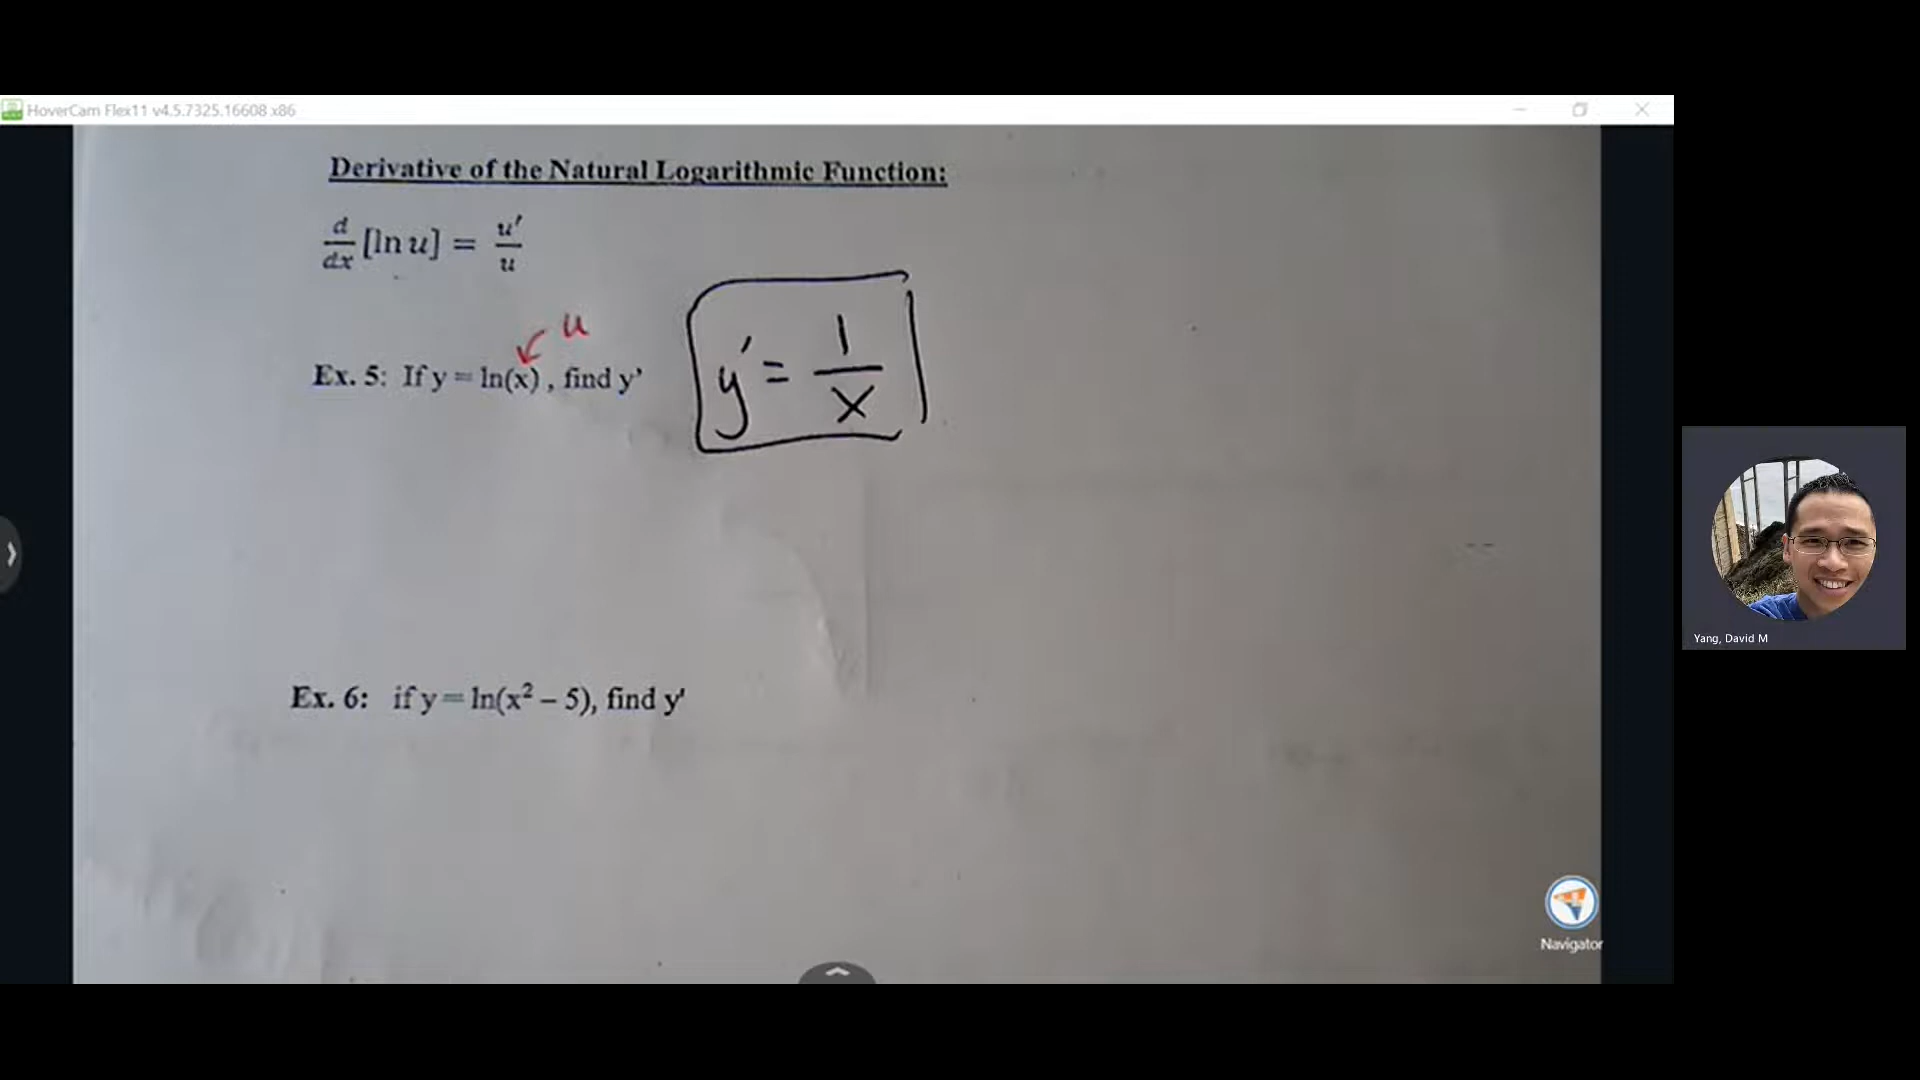 HoverCam Flex11 v4.5.7325.16608 x86
Derivative of the Natural Logarithmic Function:
d/dx [ln u] = u'/u
u
Ex. 5: If y = ln(x) , find y’
y' = 1/x
Ex. 6: if y = ln(x² – 5), find y'
Yang, David M
Navigator